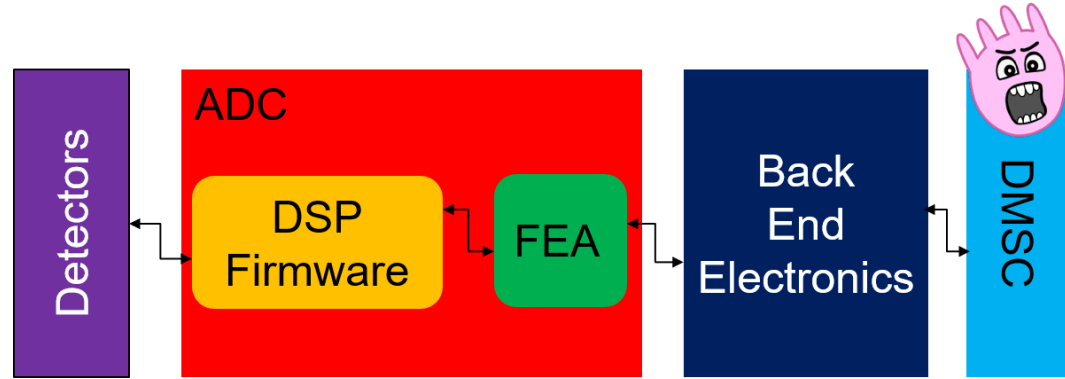 Detectors
ADC
DSP
Firmware
FEA
Back
End
Electronics
DMSC